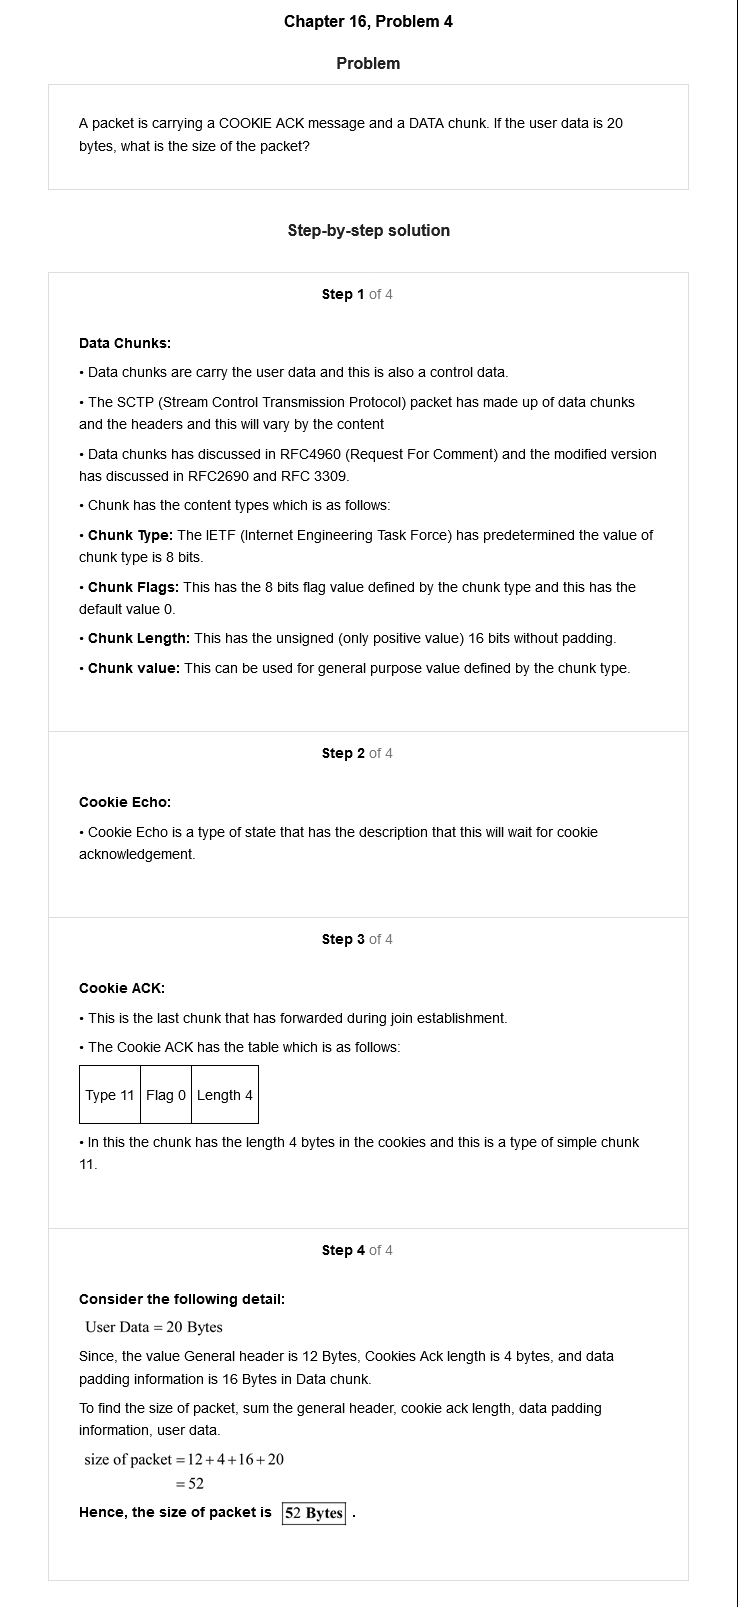 Chapter 16, Problem 4
Problem
A packet is carrying a COOKIE ACK message and a DATA chunk. If the user data is 20
bytes, what is the size of the packet?
Step-by-step solution
Step 1 of 4
Data Chunks:
• Data chunks are carry the user data and this is also a control data.
• The SCTP (Stream Control Transmission Protocol) packet has made up of data chunks
and the headers and this will vary by the content
• Data chunks has discussed in RFC4960 (Request For Comment) and the modified version
has discussed in RFC2690 and RFC 3309.
• Chunk has the content types which is as follows:
• Chunk Type: The IETF (Internet Engineering Task Force) has predetermined the value of
chunk type is 8 bits.
• Chunk Flags: This has the 8 bits flag value defined by the chunk type and this has the
default value 0.
• Chunk Length: This has the unsigned (only positive value) 16 bits without padding.
• Chunk value: This can be used for general purpose value defined by the chunk type.
Step 2 of 4
Cookie Echo:
• Cookie Echo is a type of state that has the description that this will wait for cookie
acknowledgement.
Step 3 of 4
Cookie ACK:
• This is the last chunk that has forwarded during join establishment.
• The Cookie ACK has the table which is as follows:
Type 11 Flag 0 Length 4
• In this the chunk has the length 4 bytes in the cookies and this is a type of simple chunk
11.
Step 4 of 4
Consider the following detail:
User Data = 20 Bytes
Since, the value General header is 12 Bytes, Cookies Ack length is 4 bytes, and data
padding information is 16 Bytes in Data chunk.
To find the size of packet, sum the general header, cookie ack length, data padding
information, user data.
size of packet = 12 + 4 + 16 + 20
= 52
Hence, the size of packet is 52 Bytes .